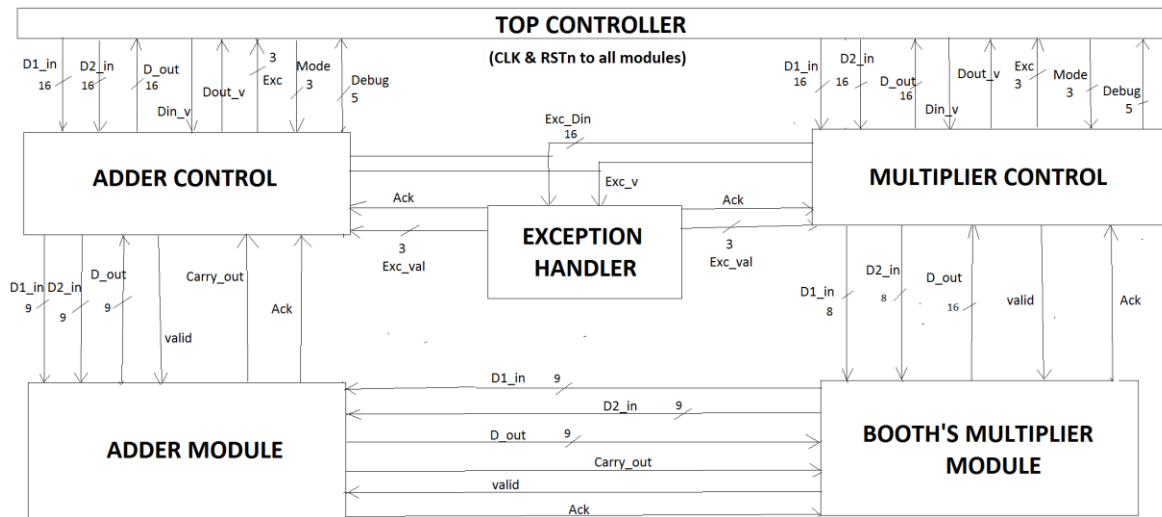 TOP CONTROLLER
(CLK & RSTn to all modules)
D1_in
16
D2_in
16
D_out
16
Din_v
Dout_v
3
Exc
Mode
3
Debug
5
D1_in
16
D2_in
16
D_out
16
Din_v
Dout_v
Exc
3
Mode
3
Debug
5
ADDER CONTROL
Exc_Din
16
Exc_v
MULTIPLIER CONTROL
Ack
3
Exc_val
EXCEPTION
HANDLER
Ack
3
Exc_val
D1_in
9
D2_in
9
D_out
9
valid
Carry_out
Ack
D1_in
8
D2_in
8
D_out
16
valid
Ack
ADDER MODULE
D1_in 9
D2_in 9
D_out 9
Carry_out
valid
Ack
BOOTH'S MULTIPLIER
MODULE